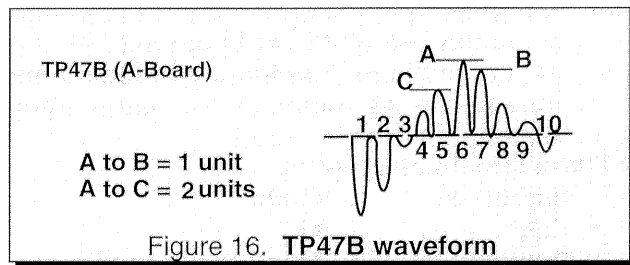 TP47B (A-Board)
A
B
C
1 2 3
10
4 5 6 7 8 9
A to B = 1 unit
A to C = 2 units
Figure 16. TP47B waveform